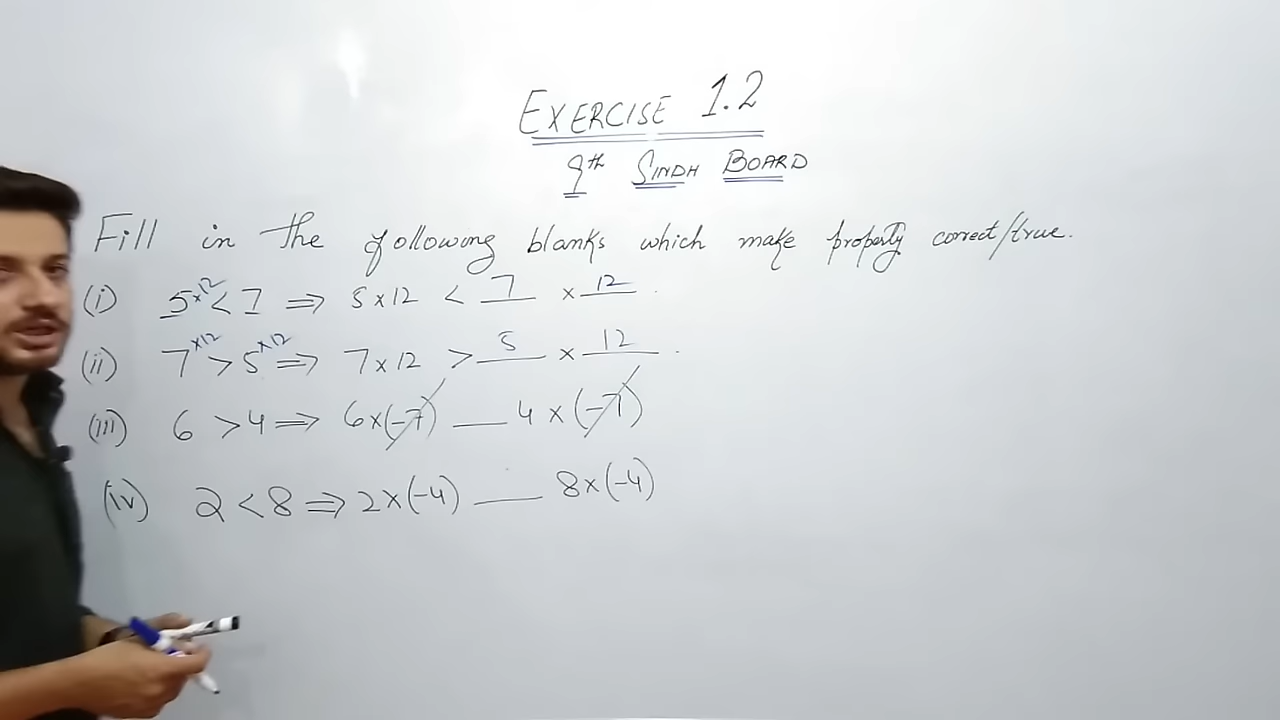 EXERCISE 1.2
9th SINDH BOARD
Fill in the following blanks which make property correct/true.
(i) 5×12 < 7 ⇒ 5×12 < 7 × 12 .
(ii) 7×12 > 5×12 ⇒ 7×12 > 5 × 12 .
(iii) 6 > 4 ⇒ 6×(-7) ___ 4 × (-7)
(iv) 2 < 8 ⇒ 2×(-4) ___ 8×(-4)